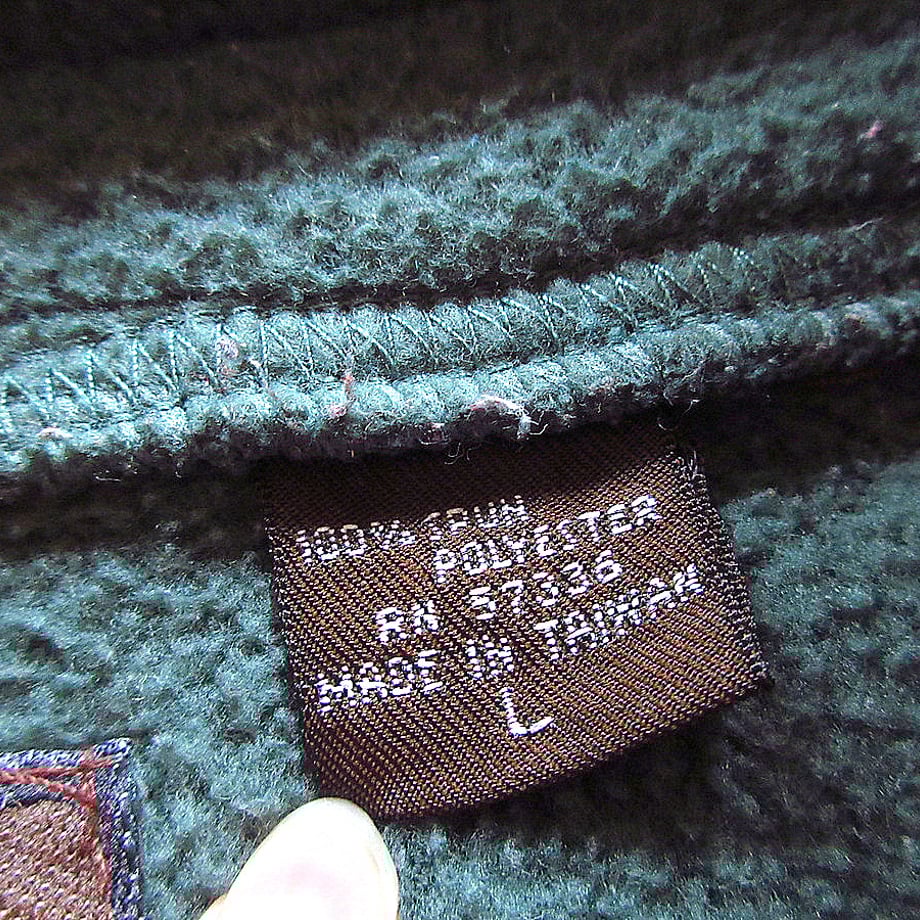 100% SPUN
POLYESTER
RN 57336
MADE IN TAIWAN
L